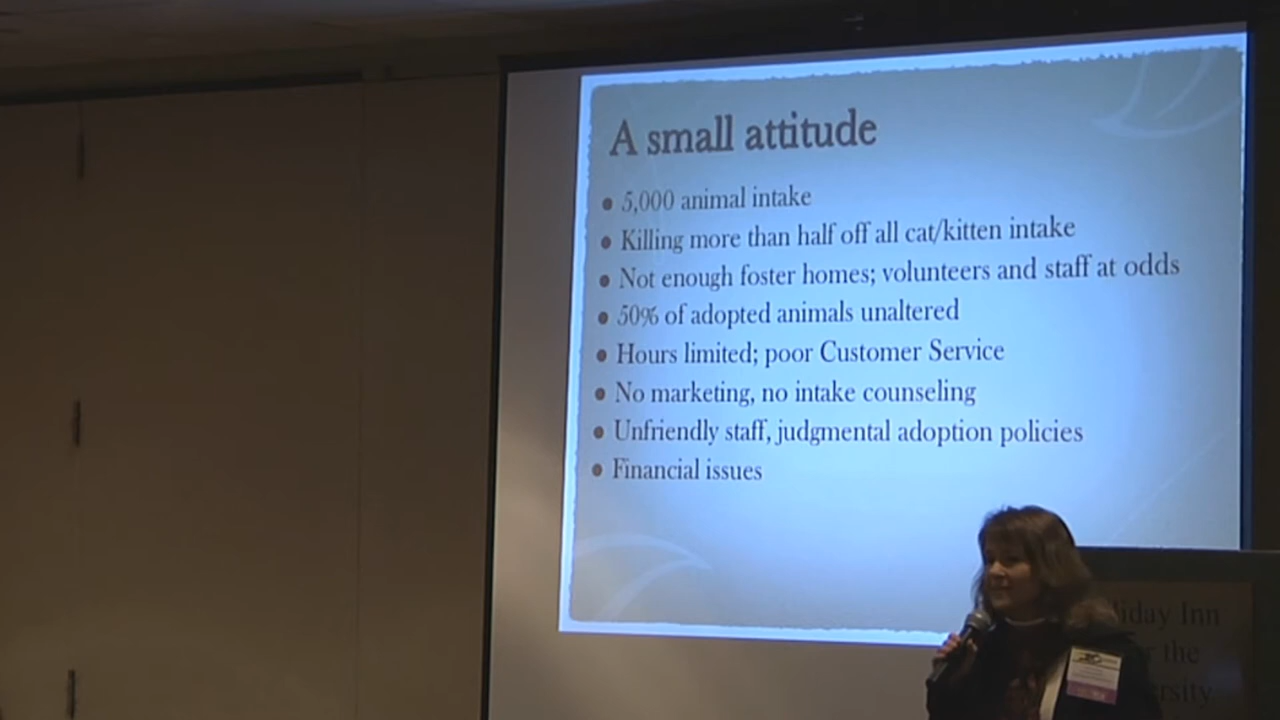 A small attitude
5,000 animal intake
Killing more than half off all cat/kitten intake
Not enough foster homes; volunteers and staff at odds
50% of adopted animals unaltered
Hours limited; poor Customer Service
No marketing, no intake counseling
Unfriendly staff, judgmental adoption policies
Financial issues
Inn
the